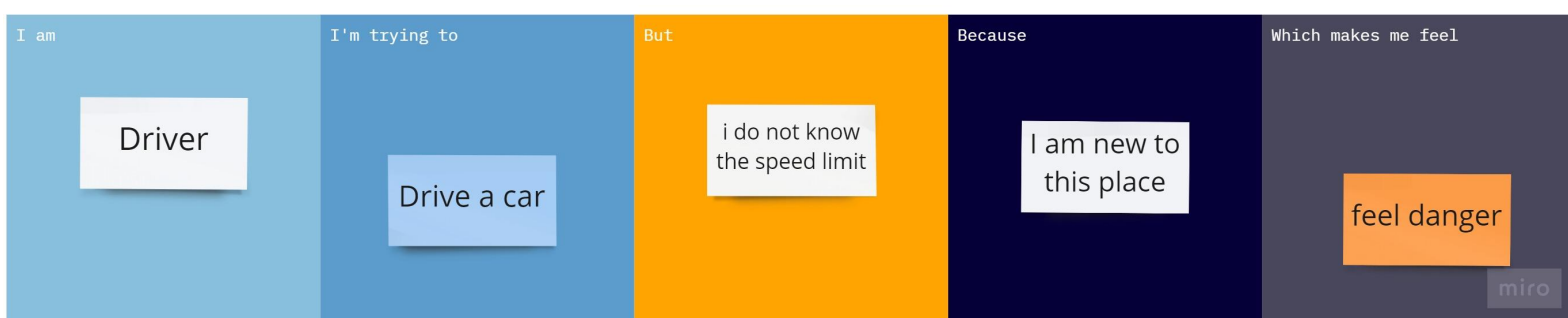 I am
Driver
I'm trying to
Drive a car
But
i do not know
the speed limit
Because
I am new to
this place
Which makes me feel
feel danger
miro